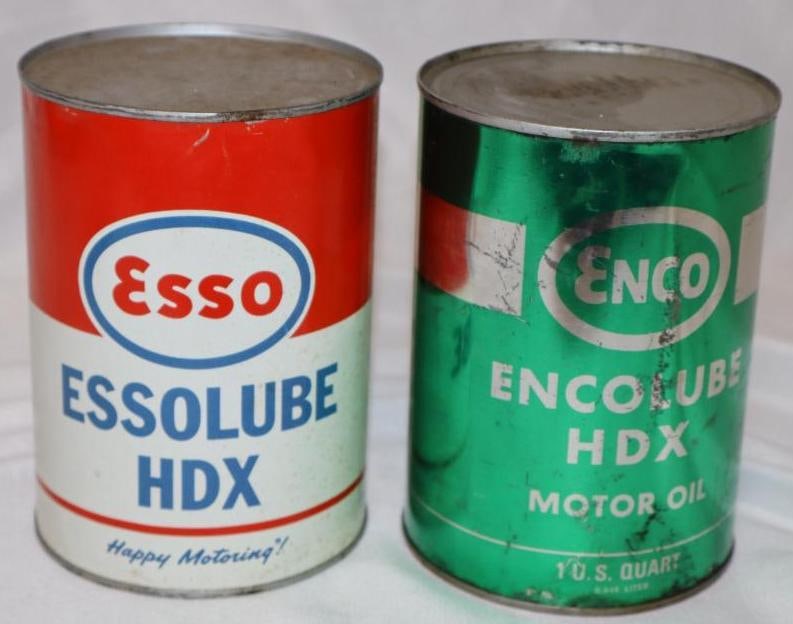 Esso
ESSOLUBE
HDX
Happy Motoring"!
ENCO
ENCOLUBE
HDX
MOTOR OIL
1 U.S. QUART